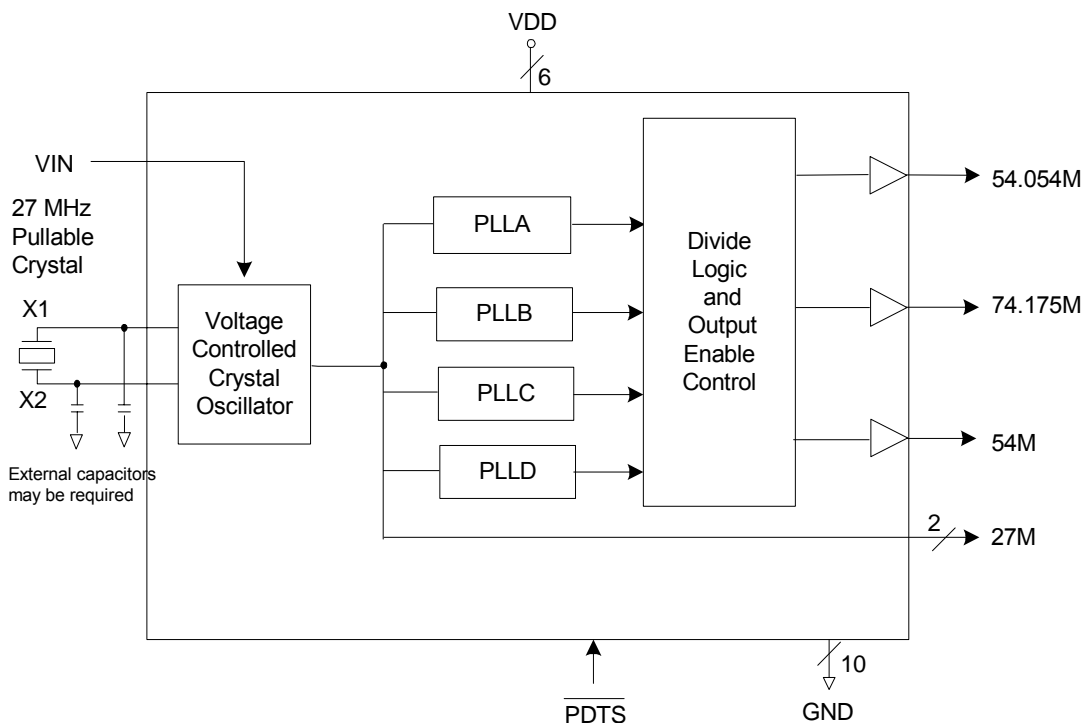 VDD
6
VIN
27 MHz
Pullable
Crystal
X1
X2
External capacitors
may be required
Voltage
Controlled
Crystal
Oscillator
PLLA
PLLB
PLLC
PLLD
Divide
Logic
and
Output
Enable
Control
54.054M
74.175M
54M
2
27M
PDTS
10
GND